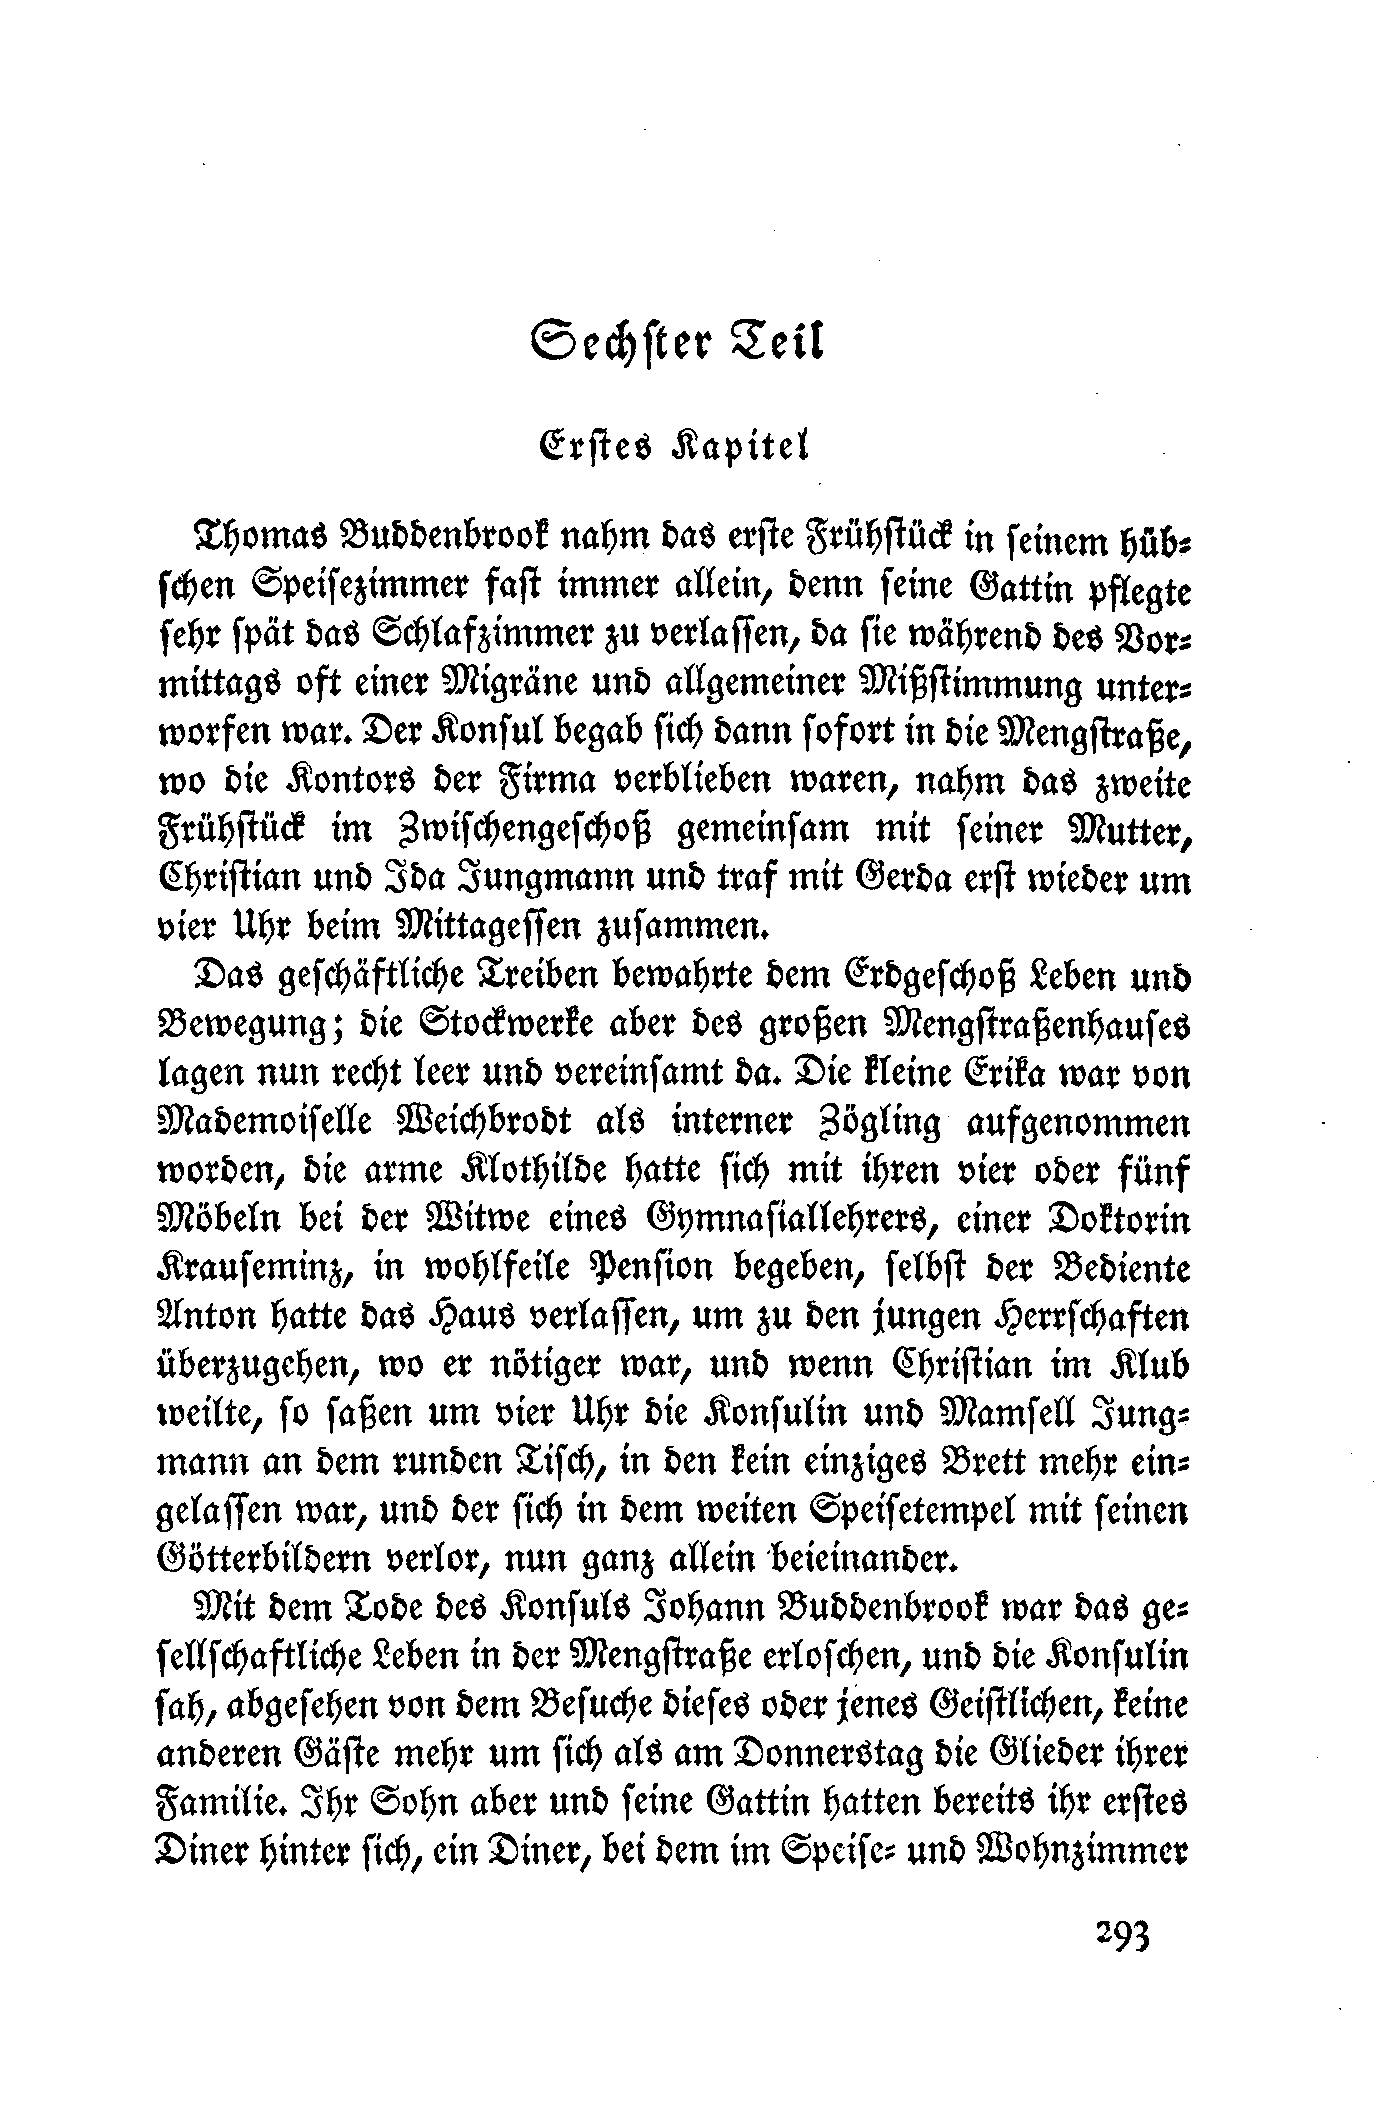 Sechster Teil
Erstes Kapitel
Thomas Buddenbrook nahm das erste Frühstück in seinem hüb-
schen Speisezimmer fast immer allein, denn seine Gattin pflegte
sehr spät das Schlafzimmer zu verlassen, da sie während des Vor-
mittags oft einer Migräne und allgemeiner Mißstimmung unter-
worfen war. Der Konsul begab sich dann sofort in die Mengstraße,
wo die Kontors der Firma verblieben waren, nahm das zweite
Frühstück im Zwischengeschoß gemeinsam mit seiner Mutter,
Christian und Ida Jungmann und traf mit Gerda erst wieder um
vier Uhr beim Mittagessen zusammen.
Das geschäftliche Treiben bewahrte dem Erdgeschoß Leben und
Bewegung; die Stockwerke aber des großen Mengstraßenhauses
lagen nun recht leer und vereinsamt da. Die kleine Erika war von
Mademoiselle Weichbrodt als interner Zögling aufgenommen
worden, die arme Klothilde hatte sich mit ihren vier oder fünf
Möbeln bei der Witwe eines Gymnasiallehrers, einer Doktorin
Krauseminz, in wohlfeile Pension begeben, selbst der Bediente
Anton hatte das Haus verlassen, um zu den jungen Herrschaften
überzugehen, wo er nötiger war, und wenn Christian im Klub
weilte, so saßen um vier Uhr die Konsulin und Mamsell Jung-
mann an dem runden Tisch, in den kein einziges Brett mehr ein-
gelassen war, und der sich in dem weiten Speisetempel mit seinen
Götterbildern verlor, nun ganz allein beieinander.
Mit dem Tode des Konsuls Johann Buddenbrook war das ge-
sellschaftliche Leben in der Mengstraße erloschen, und die Konsulin
sah, abgesehen von dem Besuche dieses oder jenes Geistlichen, keine
anderen Gäste mehr um sich als am Donnerstag die Glieder ihrer
Familie. Ihr Sohn aber und seine Gattin hatten bereits ihr erstes
Diner hinter sich, ein Diner, bei dem im Speise- und Wohnzimmer
293